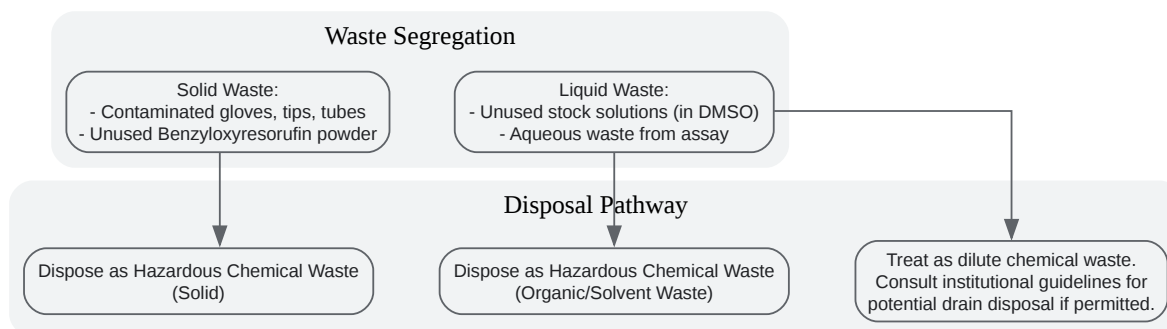 Waste Segregation
Solid Waste:
- Contaminated gloves, tips, tubes
- Unused Benzyloxyresorufin powder
Liquid Waste:
- Unused stock solutions (in DMSO)
- Aqueous waste from assay
Disposal Pathway
Dispose as Hazardous Chemical Waste
(Solid)
Dispose as Hazardous Chemical Waste
(Organic/Solvent Waste)
Treat as dilute chemical waste.
Consult institutional guidelines for
potential drain disposal if permitted.